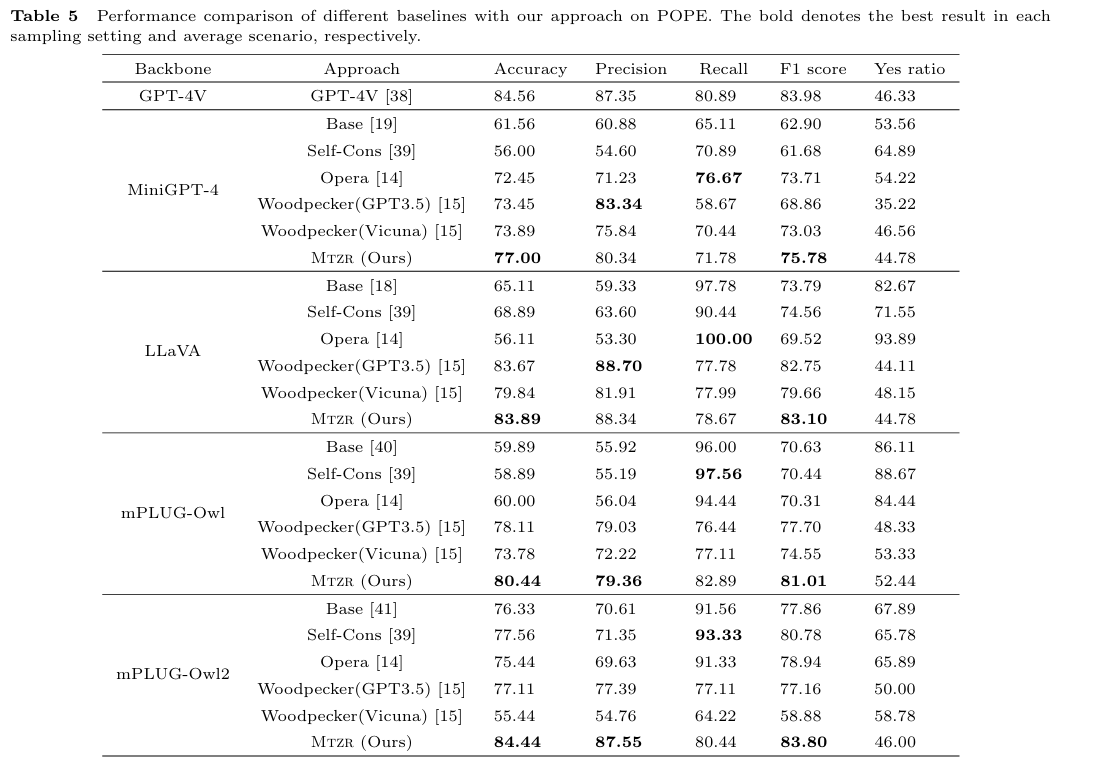 Table 5 Performance comparison of different baselines with our approach on POPE. The bold denotes the best result in each
sampling setting and average scenario, respectively.
Backbone Approach Accuracy Precision Recall F1 score Yes ratio
GPT-4V GPT-4V [38] 84.56 87.35 80.89 83.98 46.33
Base [19] 61.56 60.88 65.11 62.90 53.56
Self-Cons [39] 56.00 54.60 70.89 61.68 64.89
Opera [14] 72.45 71.23 76.67 73.71 54.22
MiniGPT-4
Woodpecker(GPT3.5) [15] 73.45 83.34 58.67 68.86 35.22
Woodpecker(Vicuna) [15] 73.89 75.84 70.44 73.03 46.56
MTZR (Ours) 77.00 80.34 71.78 75.78 44.78
Base [18] 65.11 59.33 97.78 73.79 82.67
Self-Cons [39] 68.89 63.60 90.44 74.56 71.55
Opera [14] 56.11 53.30 100.00 69.52 93.89
LLaVA
Woodpecker(GPT3.5) [15] 83.67 88.70 77.78 82.75 44.11
Woodpecker(Vicuna) [15] 79.84 81.91 77.99 79.66 48.15
MTZR (Ours) 83.89 88.34 78.67 83.10 44.78
Base [40] 59.89 55.92 96.00 70.63 86.11
Self-Cons [39] 58.89 55.19 97.56 70.44 88.67
Opera [14] 60.00 56.04 94.44 70.31 84.44
mPLUG-Owl
Woodpecker(GPT3.5) [15] 78.11 79.03 76.44 77.70 48.33
Woodpecker(Vicuna) [15] 73.78 72.22 77.11 74.55 53.33
MTZR (Ours) 80.44 79.36 82.89 81.01 52.44
Base [41] 76.33 70.61 91.56 77.86 67.89
Self-Cons [39] 77.56 71.35 93.33 80.78 65.78
Opera [14] 75.44 69.63 91.33 78.94 65.89
mPLUG-Owl2
Woodpecker(GPT3.5) [15] 77.11 77.39 77.11 77.16 50.00
Woodpecker(Vicuna) [15] 55.44 54.76 64.22 58.88 58.78
MTZR (Ours) 84.44 87.55 80.44 83.80 46.00